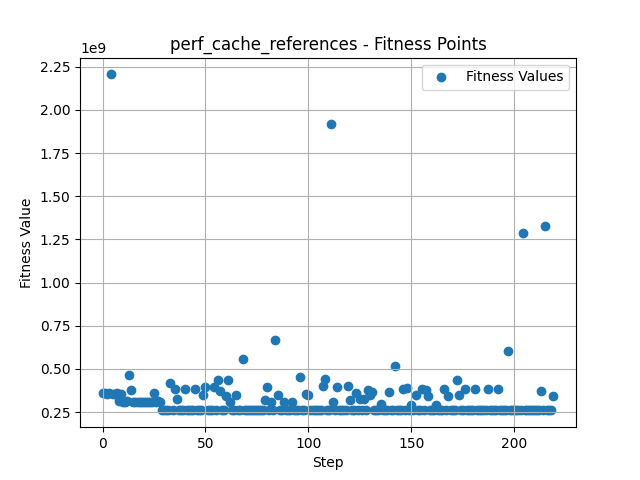 perf_cache_references - Fitness Points
1e9
Fitness Values
2.25
2.00
1.75
1.50
1.25
1.00
0.75
0.50
0.25
Fitness Value
0
50
100
150
200
Step